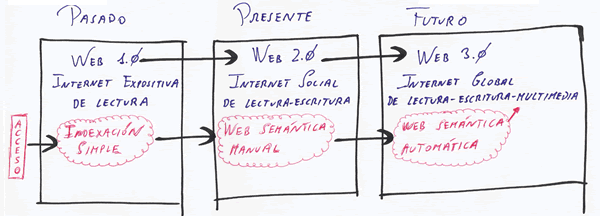 PASADO
PRESENTE
FUTURO
WEB 1.0
INTERNET EXPOSITIVA
DE LECTURA
WEB 2.0
INTERNET SOCIAL
DE LECTURA-ESCRITURA
WEB 3.0
INTERNET GLOBAL
DE LECTURA-ESCRITURA-MULTIMEDIA
ACCESO
INDEXACIÓN
SIMPLE
WEB SEMÁNTICA
MANUAL
WEB SEMÁNTICA
AUTOMÁTICA